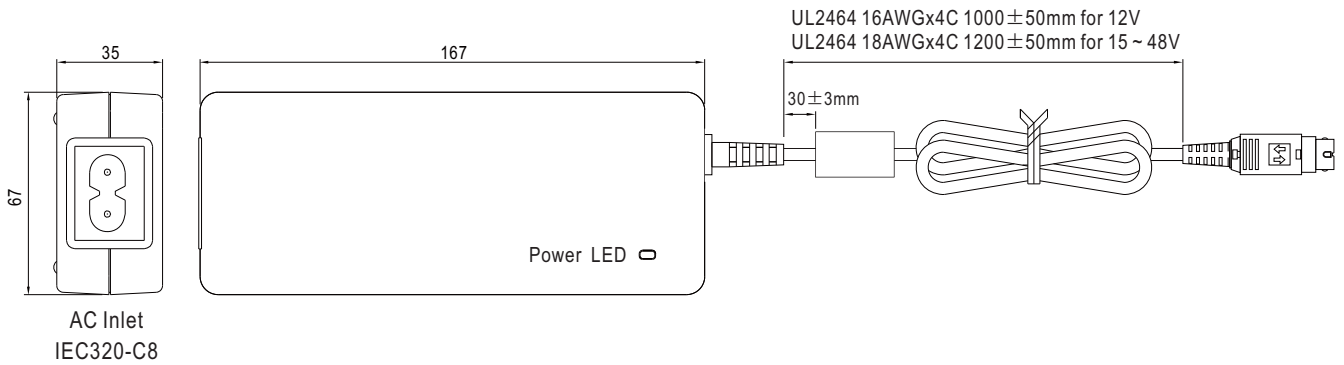 UL2464 16AWGx4C 1000±50mm for 12V
UL2464 18AWGx4C 1200±50mm for 15 ~ 48V
35
167
30±3mm
67
Power LED
AC Inlet
IEC320-C8